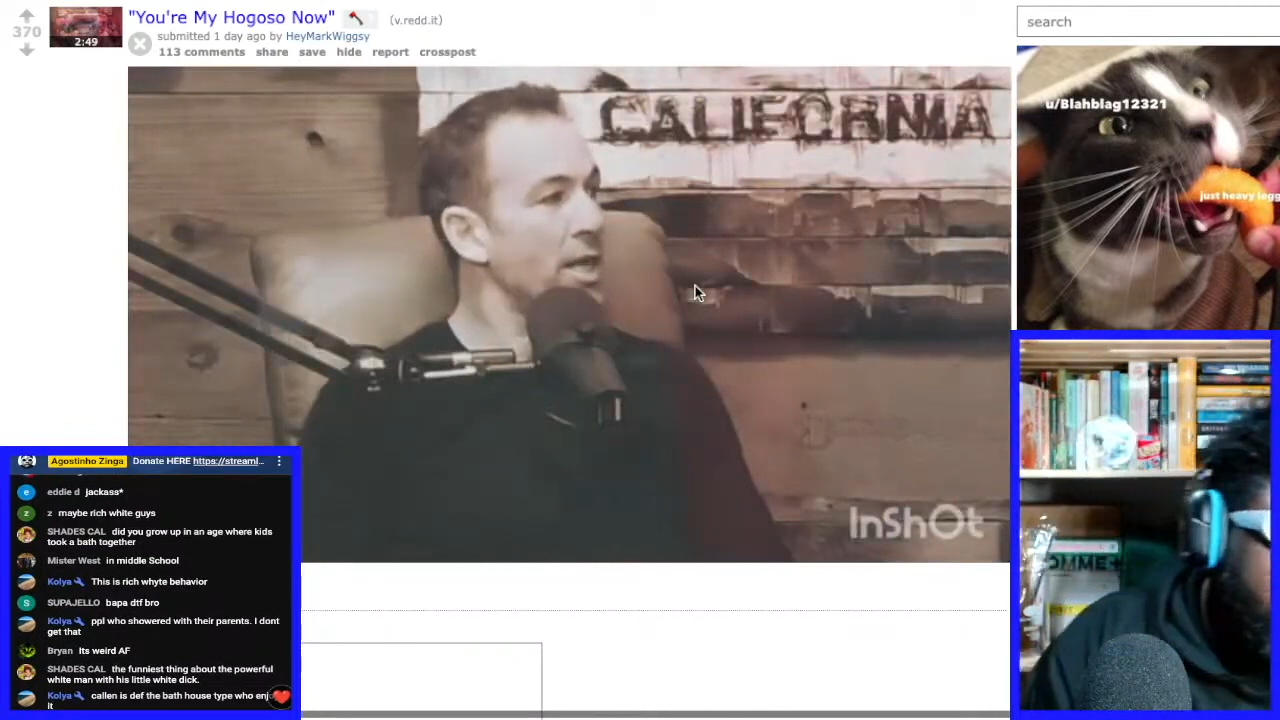 370
2:49
"You're My Hogoso Now"
(v.redd.it)
submitted 1 day ago by HeyMarkWiggsy
113 comments share save hide report crosspost
search
CALIFORNIA
u/Blahblag12321
just heavy legg
InShOt
Agostinho Zinga Donate HERE https://streaml...
eddie d jackass*
z maybe rich white guys
SHADES CAL did you grow up in an age where kids
took a bath together
Mister West in middle School
Kolya This is rich whyte behavior
SUPAJELLO bapa dtf bro
Kolya ppl who showered with their parents. I dont
get that
Bryan Its weird AF
SHADES CAL the funniest thing about the powerful
white man with his little white dick.
Kolya callen is def the bath house type who enj
it
OMME